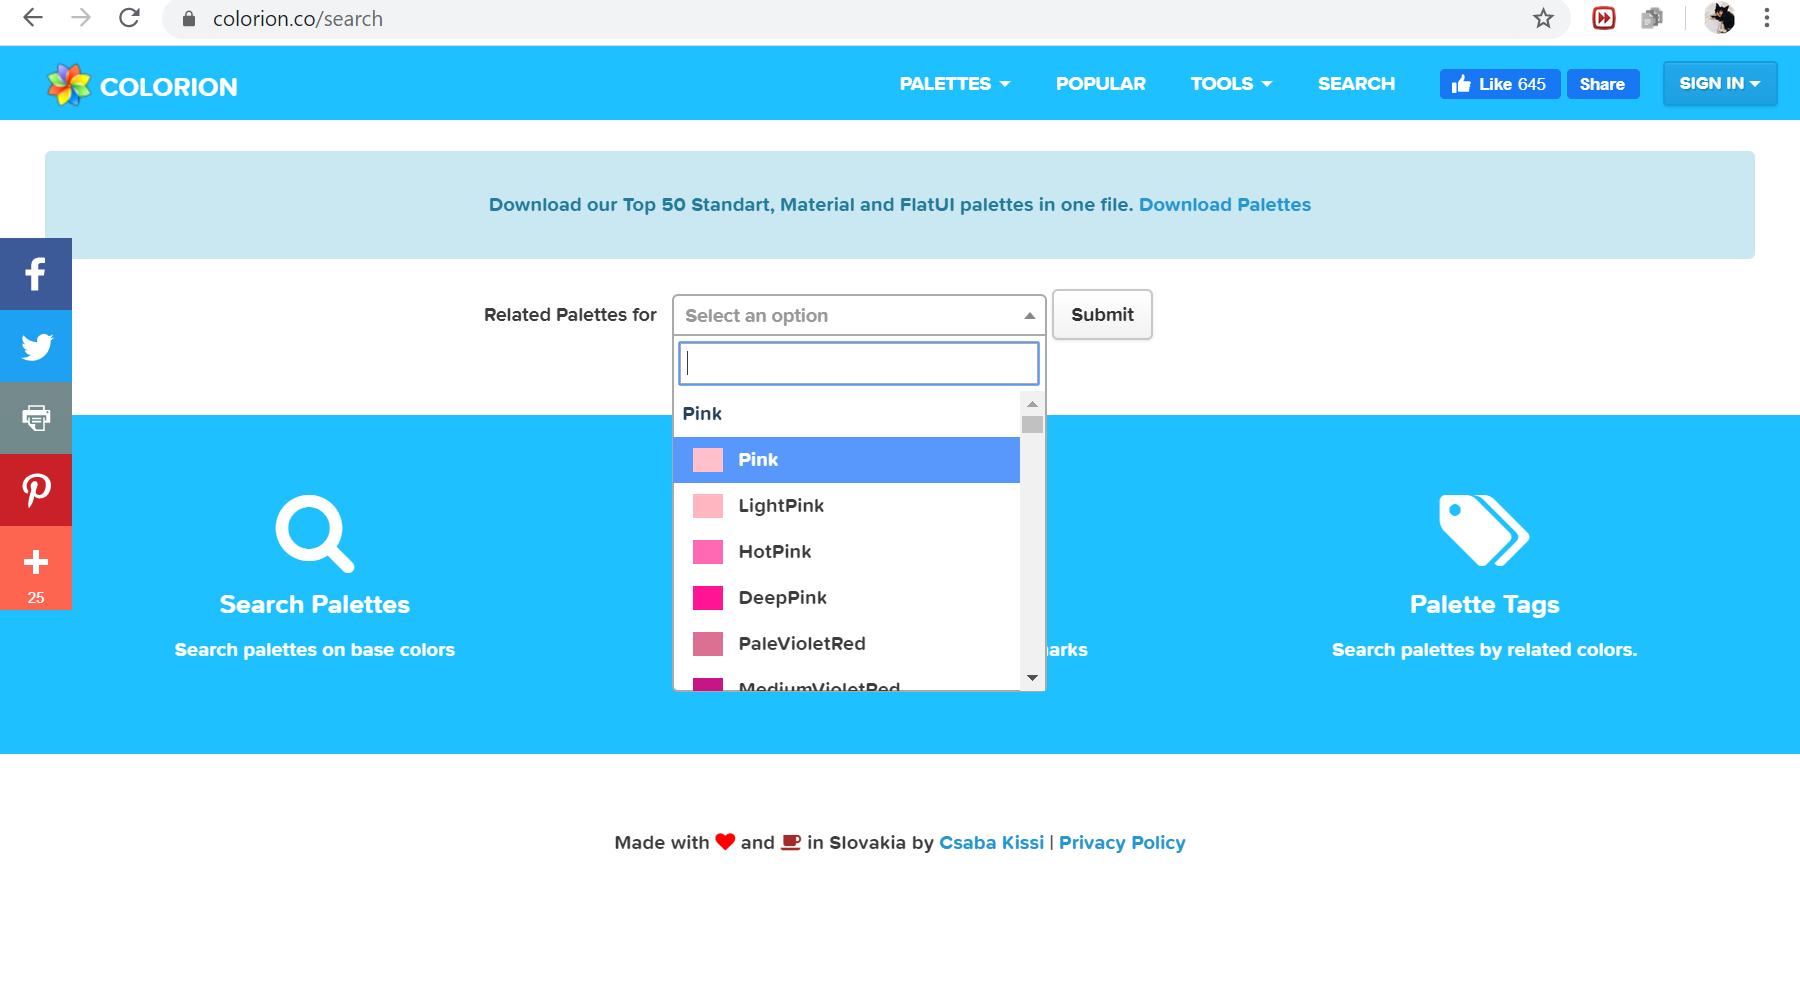 colorion.co/search
COLORION
PALETTES
POPULAR
TOOLS
SEARCH
Like 645
Share
SIGN IN
Download our Top 50 Standart, Material and FlatUI palettes in one file. Download Palettes
Related Palettes for
Select an option
Submit
Pink
Pink
LightPink
HotPink
DeepPink
PaleVioletRed
MediumVioletRed
25
Search Palettes
Search palettes on base colors
Palette Tags
Search palettes by related colors.
Made with and in Slovakia by Csaba Kissi | Privacy Policy